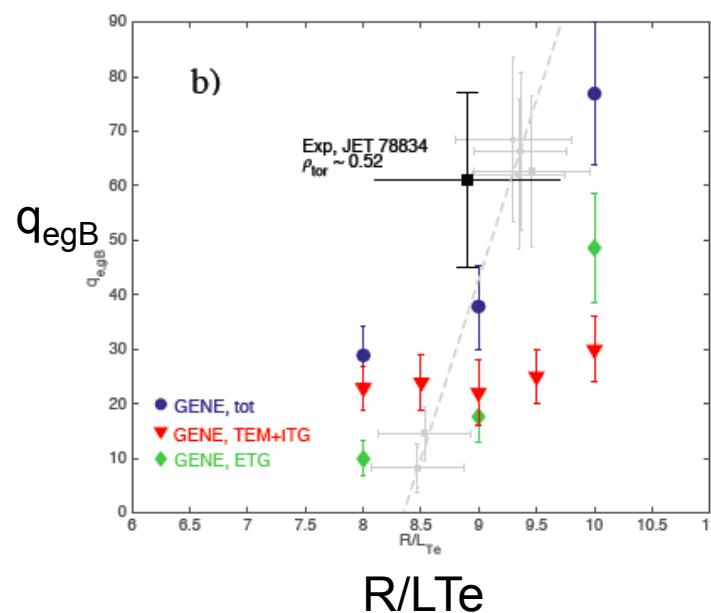 90
80
70
60
50
40
30
20
10
0
b)
Exp, JET 78834
ρtor ~ 0.52
qegB
qe,gB
GENE, tot
GENE, TEM+ITG
GENE, ETG
6 6.5 7 7.5 8 8.5 9 9.5 10 10.5 1
R/LTe
R/LTe